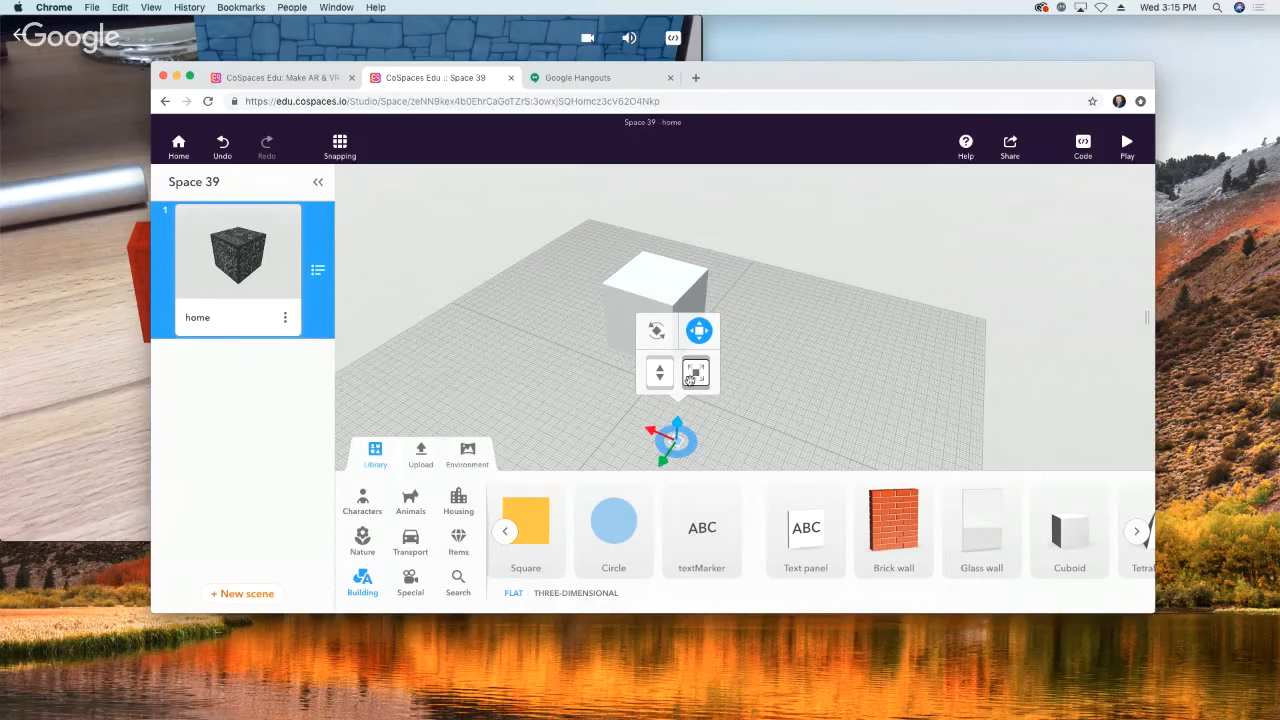 Chrome File Edit View History Bookmarks People Window Help
Wed 3:15 PM
Google
CoSpaces Edu: Make AR & VR
CoSpaces Edu :: Space 39
Google Hangouts
https://edu.cospaces.io/Studio/Space/zeNN9kex4b0EhrCaGoTZrS:3owxjSQHomcz3cV62O4Nkp
Space 39 - home
Home
Undo
Redo
Snapping
Help
Share
Code
Play
Space 39
1
home
+ New scene
Library
Upload
Environment
Characters
Animals
Housing
Nature
Transport
Items
Building
Special
Search
Square
Circle
ABC
textMarker
ABC
Text panel
Brick wall
Glass wall
Cuboid
Tetra
FLAT THREE-DIMENSIONAL